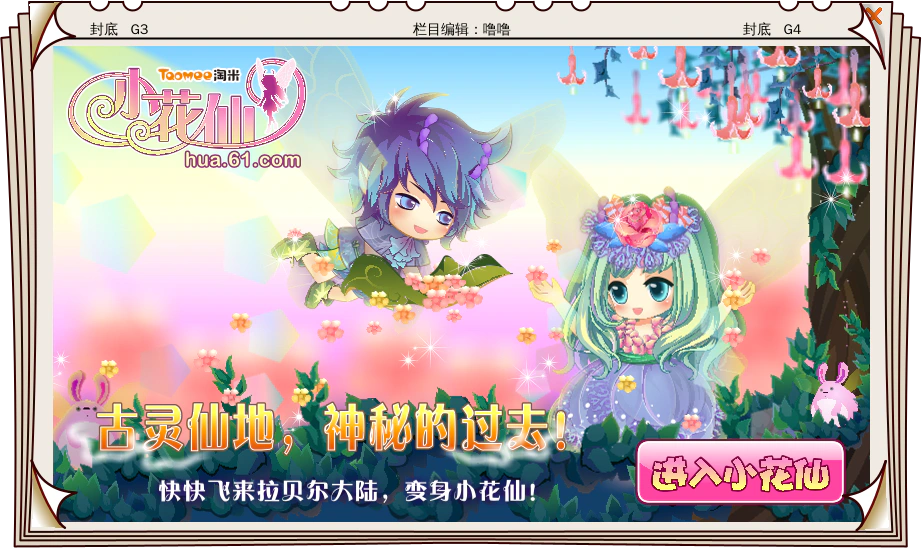 封底 G3
栏目编辑：噜噜
封底 G4
Taomee淘米
小花仙
hua.61.com
古灵仙地，神秘的过去！
快快飞来拉贝尔大陆，变身小花仙！
进入小花仙